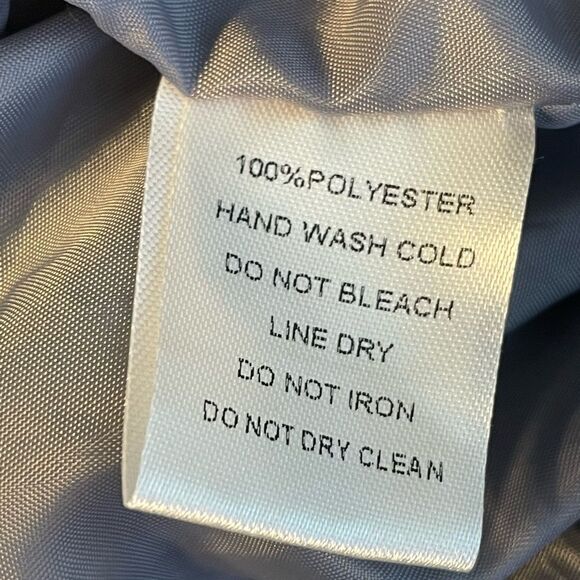 100%POLYESTER
HAND WASH COLD
DO NOT BLEACH
LINE DRY
DO NOT IRON
DO NOT DRY CLEAN